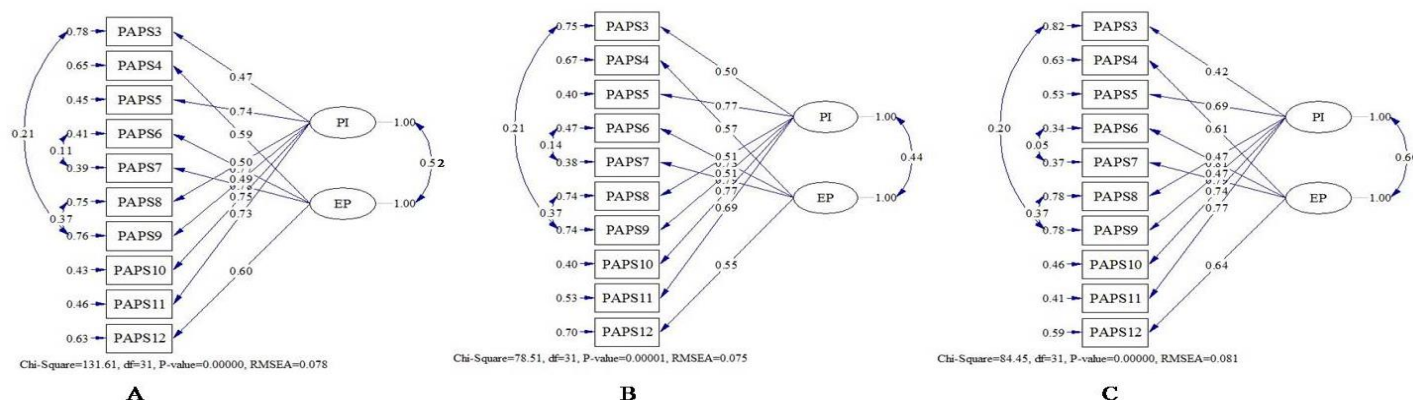 0.78 PAPS3
0.65 PAPS4
0.45 PAPS5
0.41 PAPS6
0.39 PAPS7
0.75 PAPS8
0.76 PAPS9
0.43 PAPS10
0.46 PAPS11
0.63 PAPS12
0.21
0.11
0.37
0.47
0.74
0.59
0.50
0.49
0.75
0.73
0.60
PI 1.00
EP 1.00
0.52
Chi-Square=131.61, df=31, P-value=0.00000, RMSEA=0.078
A
0.75 PAPS3
0.67 PAPS4
0.40 PAPS5
0.47 PAPS6
0.38 PAPS7
0.74 PAPS8
0.74 PAPS9
0.40 PAPS10
0.53 PAPS11
0.70 PAPS12
0.21
0.14
0.37
0.50
0.77
0.57
0.51
0.51
0.77
0.69
0.55
PI 1.00
EP 1.00
0.44
Chi-Square=78.51, df=31, P-value=0.00001, RMSEA=0.075
B
0.82 PAPS3
0.63 PAPS4
0.53 PAPS5
0.34 PAPS6
0.37 PAPS7
0.78 PAPS8
0.78 PAPS9
0.46 PAPS10
0.41 PAPS11
0.59 PAPS12
0.20
0.05
0.37
0.42
0.69
0.61
0.47
0.47
0.74
0.77
0.64
PI 1.00
EP 1.00
Chi-Square=84.45, df=31, P-value=0.00000, RMSEA=0.081
C